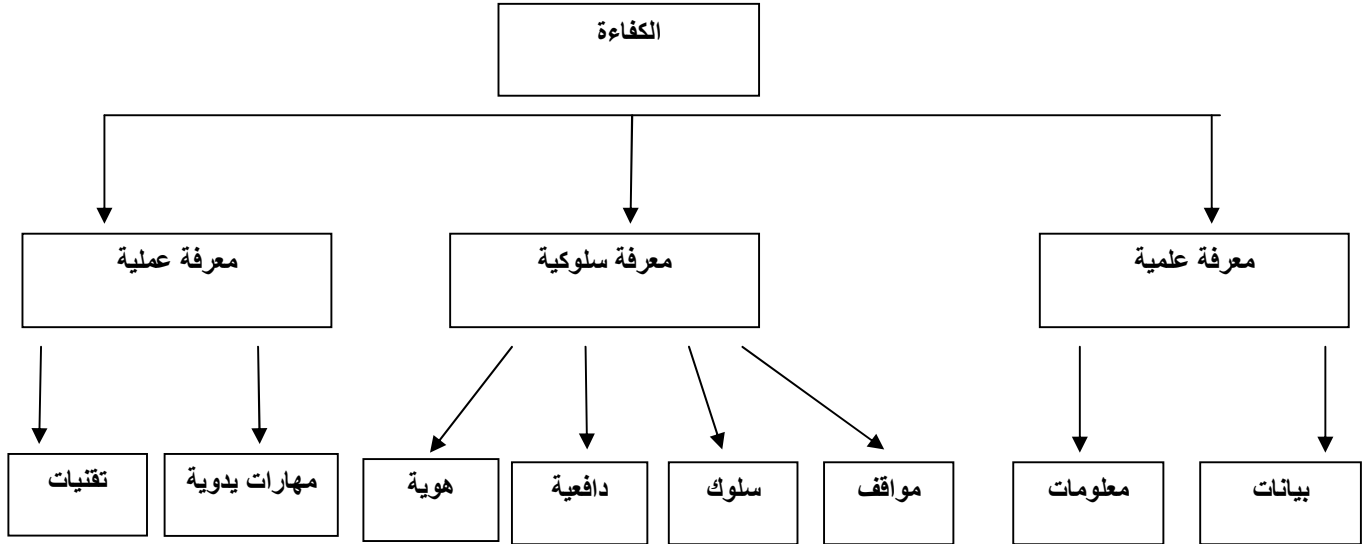 الكفاءة
معرفة علمية
معرفة سلوكية
معرفة عملية
بيانات
معلومات
مواقف
سلوك
دافعية
هوية
مهارات يدوية
تقنيات